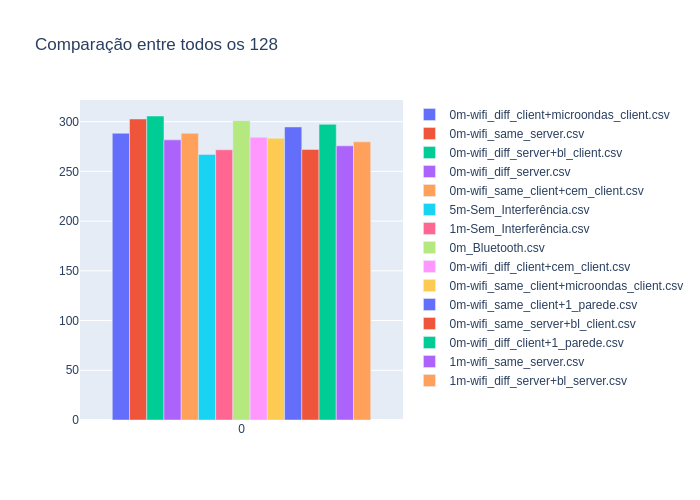 Comparação entre todos os 128
300
250
200
150
100
50
0
0
0m-wifi_diff_client+microondas_client.csv
0m-wifi_same_server.csv
0m-wifi_diff_server+bl_client.csv
0m-wifi_diff_server.csv
0m-wifi_same_client+cem_client.csv
5m-Sem_Interferência.csv
1m-Sem_Interferência.csv
0m_Bluetooth.csv
0m-wifi_diff_client+cem_client.csv
0m-wifi_same_client+microondas_client.csv
0m-wifi_same_client+1_parede.csv
0m-wifi_same_server+bl_client.csv
0m-wifi_diff_client+1_parede.csv
1m-wifi_same_server.csv
1m-wifi_diff_server+bl_server.csv